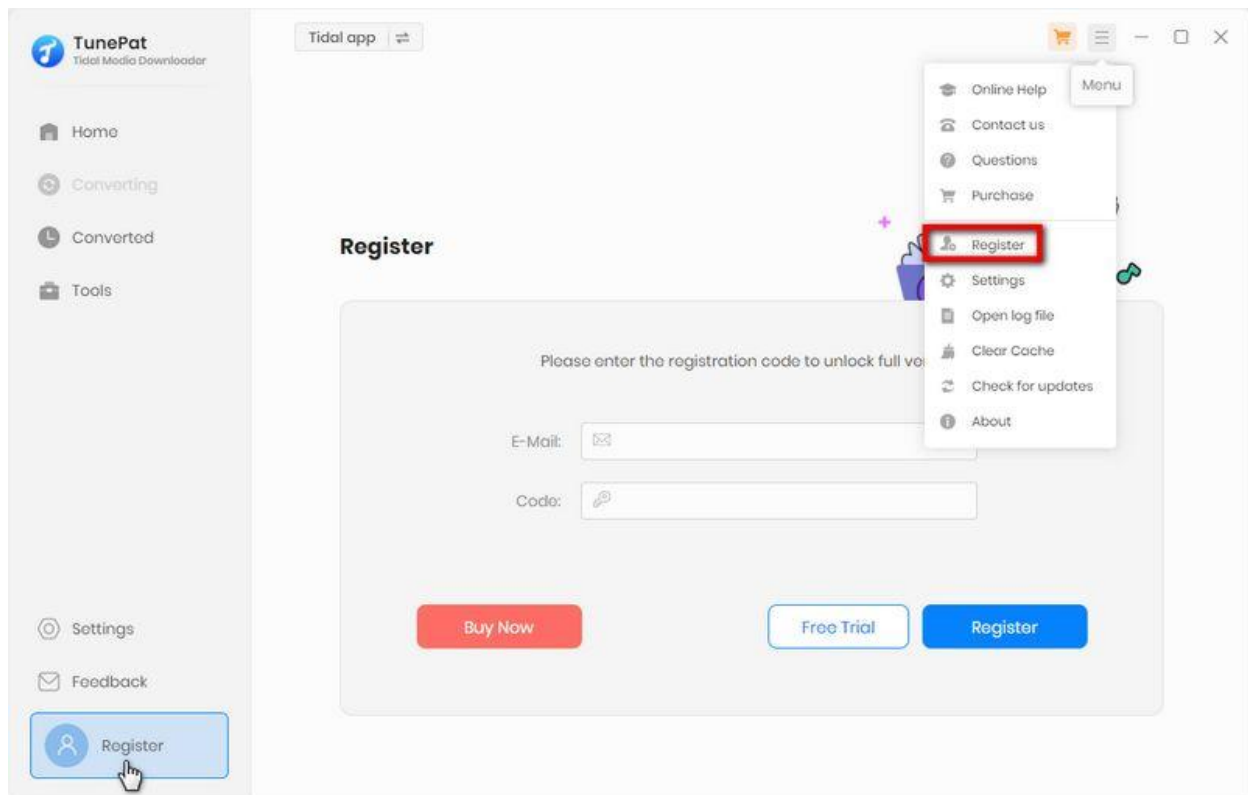 TunePat
Tidal Media Downloader
Tidal app
Menu
Online Help
Contact us
Questions
Purchase
Register
Settings
Open log file
Clear Cache
Check for updates
About
Home
Converting
Converted
Tools
Register
Please enter the registration code to unlock full
E-Mail:
Code:
Buy Now
Free Trial
Register
Settings
Feedback
Register